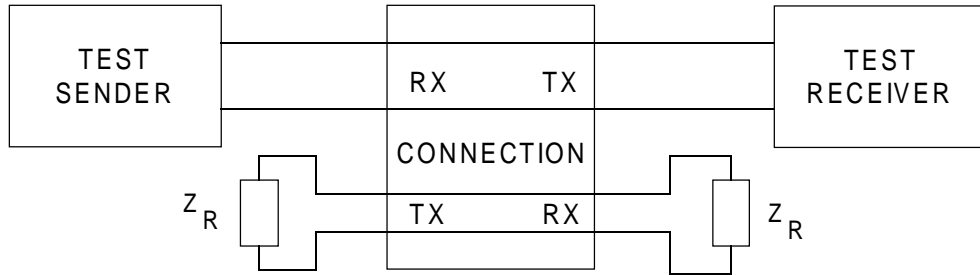 TEST
SENDER
RX TX
TEST
RECEIVER
CONNECTION
Z R
TX RX
Z R